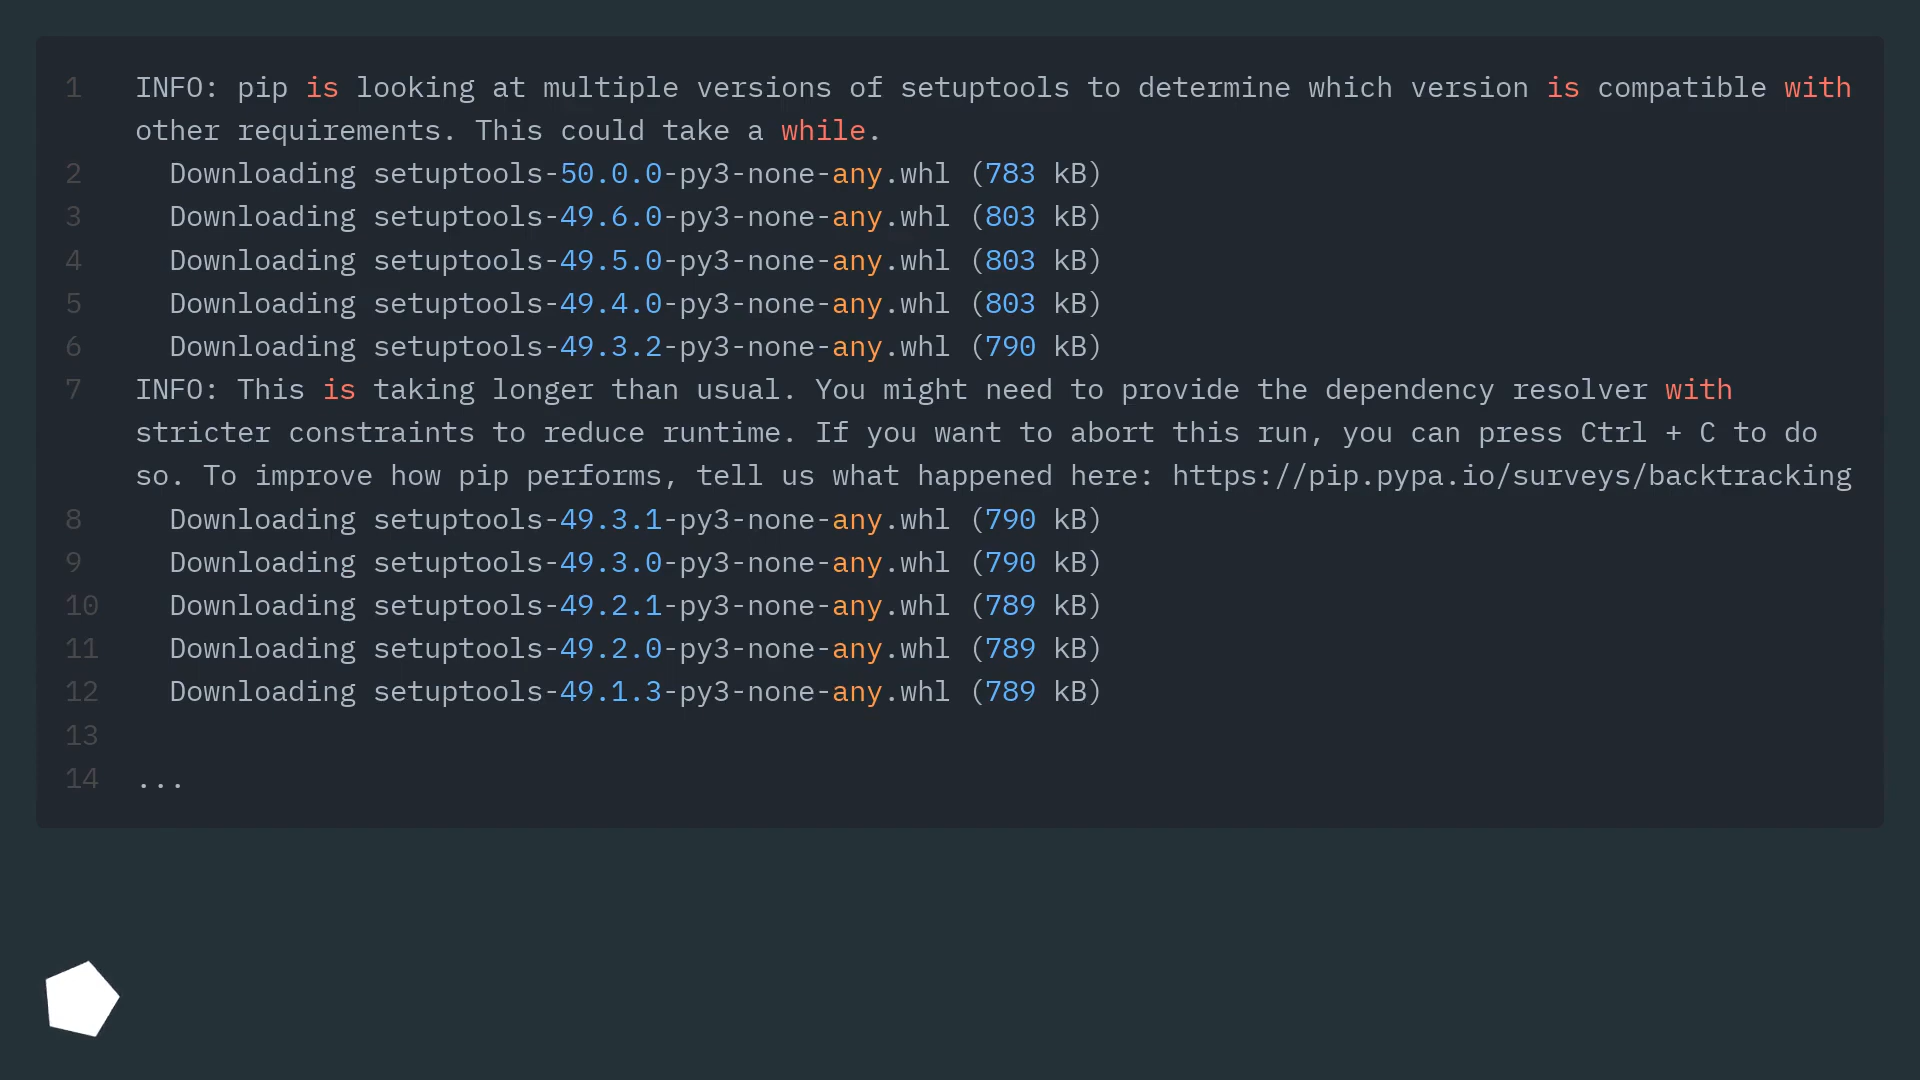 1 INFO: pip is looking at multiple versions of setuptools to determine which version is compatible with
other requirements. This could take a while.
2 Downloading setuptools-50.0.0-py3-none-any.whl (783 kB)
3 Downloading setuptools-49.6.0-py3-none-any.whl (803 kB)
4 Downloading setuptools-49.5.0-py3-none-any.whl (803 kB)
5 Downloading setuptools-49.4.0-py3-none-any.whl (803 kB)
6 Downloading setuptools-49.3.2-py3-none-any.whl (790 kB)
7 INFO: This is taking longer than usual. You might need to provide the dependency resolver with
stricter constraints to reduce runtime. If you want to abort this run, you can press Ctrl + C to do
so. To improve how pip performs, tell us what happened here: https://pip.pypa.io/surveys/backtracking
8 Downloading setuptools-49.3.1-py3-none-any.whl (790 kB)
9 Downloading setuptools-49.3.0-py3-none-any.whl (790 kB)
10 Downloading setuptools-49.2.1-py3-none-any.whl (789 kB)
11 Downloading setuptools-49.2.0-py3-none-any.whl (789 kB)
12 Downloading setuptools-49.1.3-py3-none-any.whl (789 kB)
13
14 ...